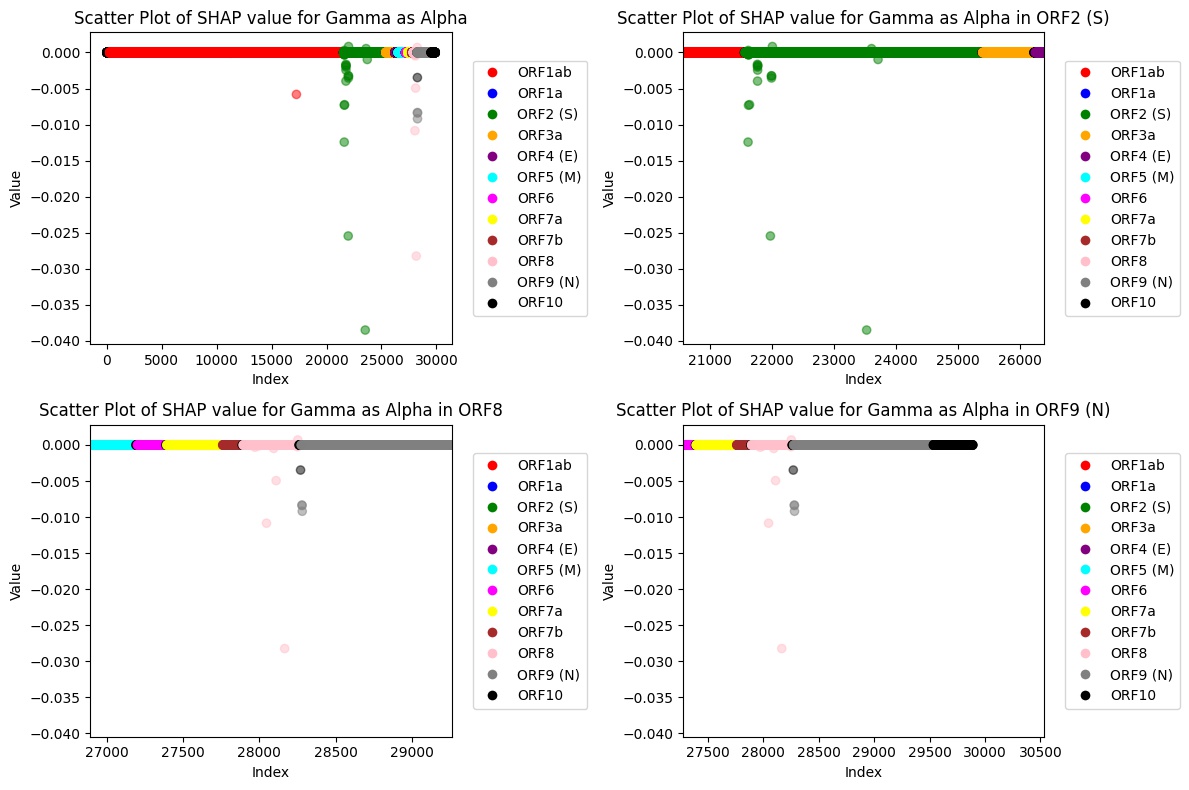 Scatter Plot of SHAP value for Gamma as Alpha
0.000
−0.005
−0.010
−0.015
−0.020
−0.025
−0.030
−0.035
−0.040
Value
0 5000 10000 15000 20000 25000 30000
Index
ORF1ab
ORF1a
ORF2 (S)
ORF3a
ORF4 (E)
ORF5 (M)
ORF6
ORF7a
ORF7b
ORF8
ORF9 (N)
ORF10
Scatter Plot of SHAP value for Gamma as Alpha in ORF2 (S)
0.000
−0.005
−0.010
−0.015
−0.020
−0.025
−0.030
−0.035
−0.040
Value
21000 22000 23000 24000 25000 26000
Index
ORF1ab
ORF1a
ORF2 (S)
ORF3a
ORF4 (E)
ORF5 (M)
ORF6
ORF7a
ORF7b
ORF8
ORF9 (N)
ORF10
Scatter Plot of SHAP value for Gamma as Alpha in ORF8
0.000
−0.005
−0.010
−0.015
−0.020
−0.025
−0.030
−0.035
−0.040
Value
27000 27500 28000 28500 29000
Index
ORF1ab
ORF1a
ORF2 (S)
ORF3a
ORF4 (E)
ORF5 (M)
ORF6
ORF7a
ORF7b
ORF8
ORF9 (N)
ORF10
Scatter Plot of SHAP value for Gamma as Alpha in ORF9 (N)
0.000
−0.005
−0.010
−0.015
−0.020
−0.025
−0.030
−0.035
−0.040
Value
27500 28000 28500 29000 29500 30000 30500
Index
ORF1ab
ORF1a
ORF2 (S)
ORF3a
ORF4 (E)
ORF5 (M)
ORF6
ORF7a
ORF7b
ORF8
ORF9 (N)
ORF10